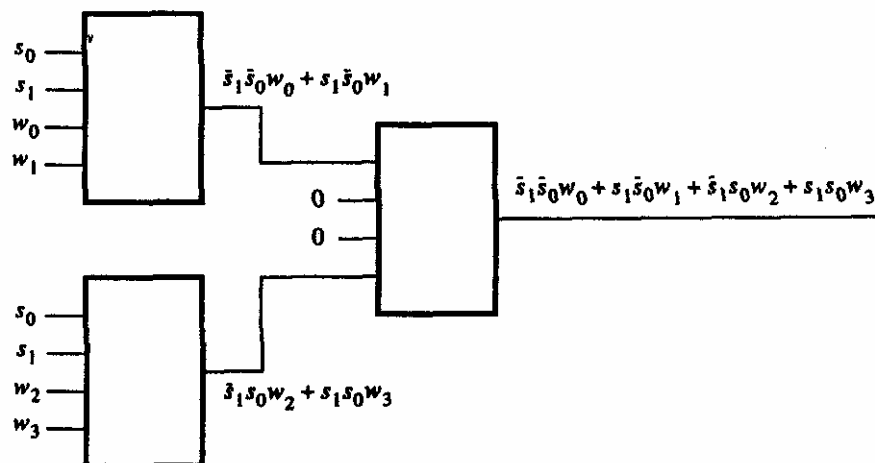 s₀
s₁
w₀
w₁
s̄₁s̄₀w₀ + s₁s̄₀w₁
0
0
s̄₁s̄₀w₀ + s₁s̄₀w₁ + s̄₁s₀w₂ + s₁s₀w₃
s₀
s₁
w₂
w₃
s̄₁s₀w₂ + s₁s₀w₃